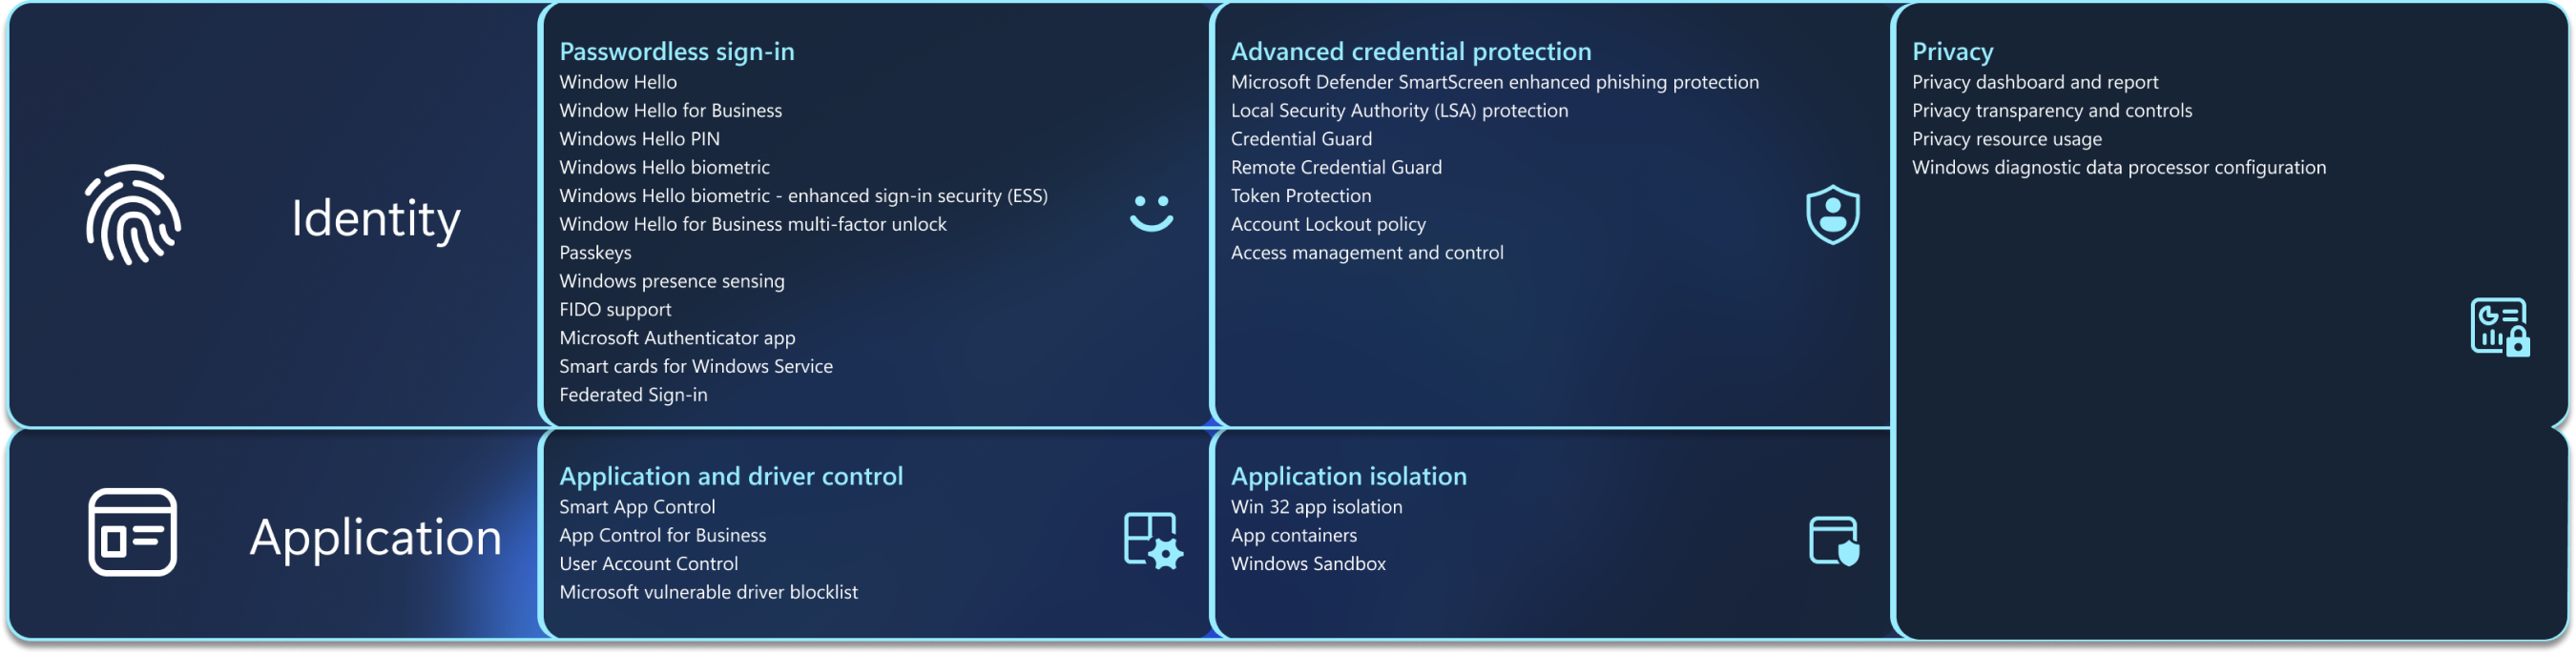 Identity
Passwordless sign-in
Window Hello
Window Hello for Business
Windows Hello PIN
Windows Hello biometric
Windows Hello biometric - enhanced sign-in security (ESS)
Window Hello for Business multi-factor unlock
Passkeys
Windows presence sensing
FIDO support
Microsoft Authenticator app
Smart cards for Windows Service
Federated Sign-in
Advanced credential protection
Microsoft Defender SmartScreen enhanced phishing protection
Local Security Authority (LSA) protection
Credential Guard
Remote Credential Guard
Token Protection
Account Lockout policy
Access management and control
Privacy
Privacy dashboard and report
Privacy transparency and controls
Privacy resource usage
Windows diagnostic data processor configuration
Application
Application and driver control
Smart App Control
App Control for Business
User Account Control
Microsoft vulnerable driver blocklist
Application isolation
Win 32 app isolation
App containers
Windows Sandbox